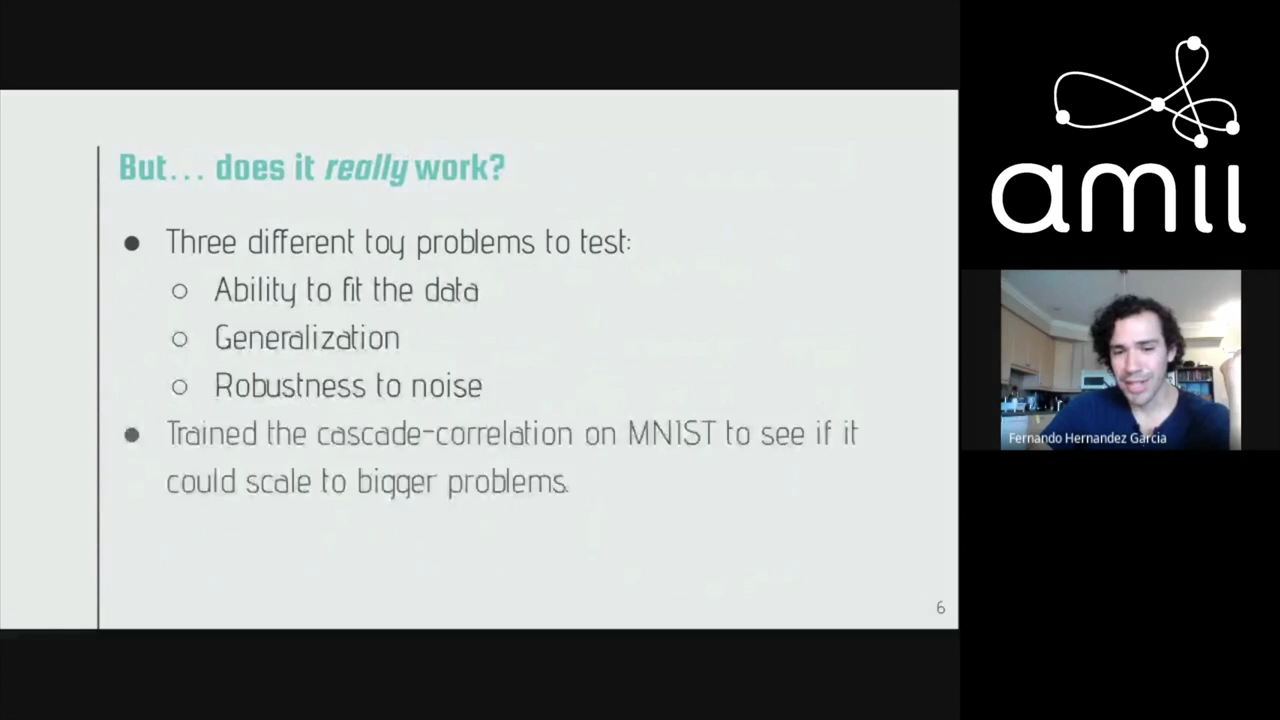 But... does it really work?
● Three different toy problems to test:
○ Ability to fit the data
○ Generalization
○ Robustness to noise
● Trained the cascade-correlation on MNIST to see if it
could scale to bigger problems.
6
amii
Fernando Hernandez Garcia